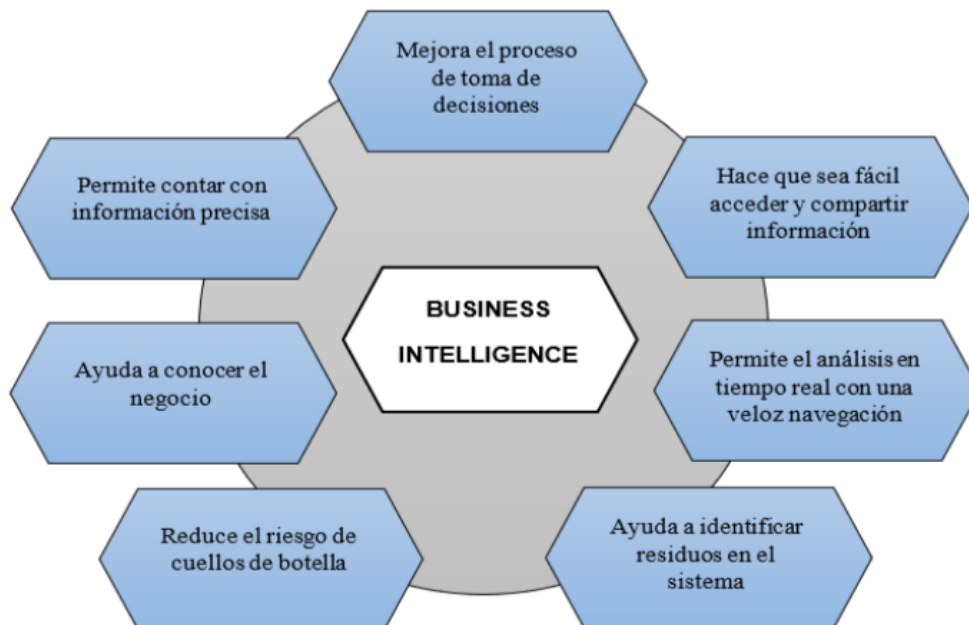 Mejora el proceso
de toma de
decisiones
Hace que sea fácil
acceder y compartir
información
Permite el análisis en
tiempo real con una
veloz navegación
Ayuda a identificar
residuos en el
sistema
Reduce el riesgo de
cuellos de botella
Ayuda a conocer el
negocio
Permite contar con
información precisa
BUSINESS
INTELLIGENCE